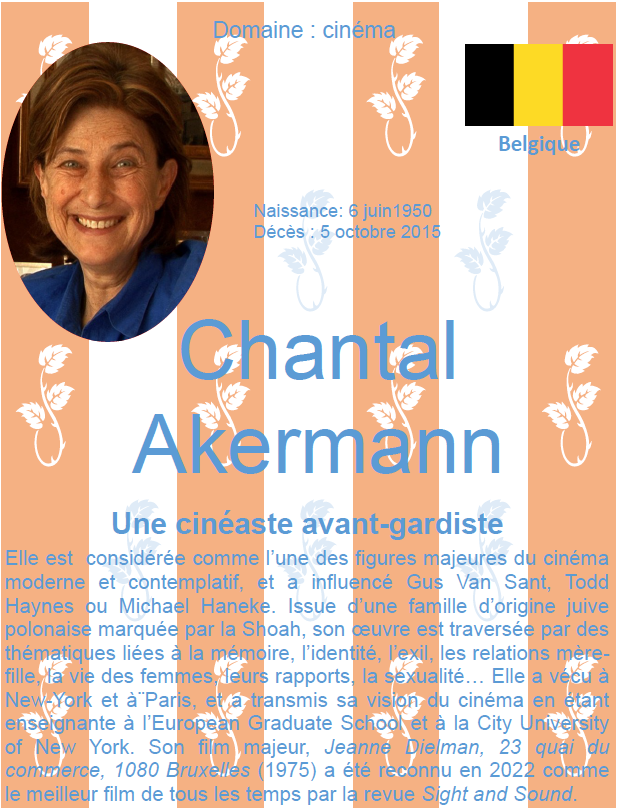 Domaine : cinéma
Belgique
Naissance: 6 juin1950
Décès : 5 octobre 2015
Chantal
Akermann
Une cinéaste avant-gardiste
Elle est  considérée comme l’une des figures majeures du cinéma
moderne et contemplatif, et a influencé Gus Van Sant, Todd
Haynes ou Michael Haneke. Issue d’une famille d’origine juive
polonaise marquée par la Shoah, son œuvre est traversée par des
thématiques liées à la mémoire, l’identité, l’exil, les relations mère-
fille, la vie des femmes, leurs rapports, la sexualité… Elle a vécu à
New-York et à¨Paris, et a transmis sa vision du cinéma en étant
enseignante à l’European Graduate School et à la City University
of New York. Son film majeur, Jeanne Dielman, 23 quai du
commerce, 1080 Bruxelles (1975) a été reconnu en 2022 comme
le meilleur film de tous les temps par la revue Sight and Sound.